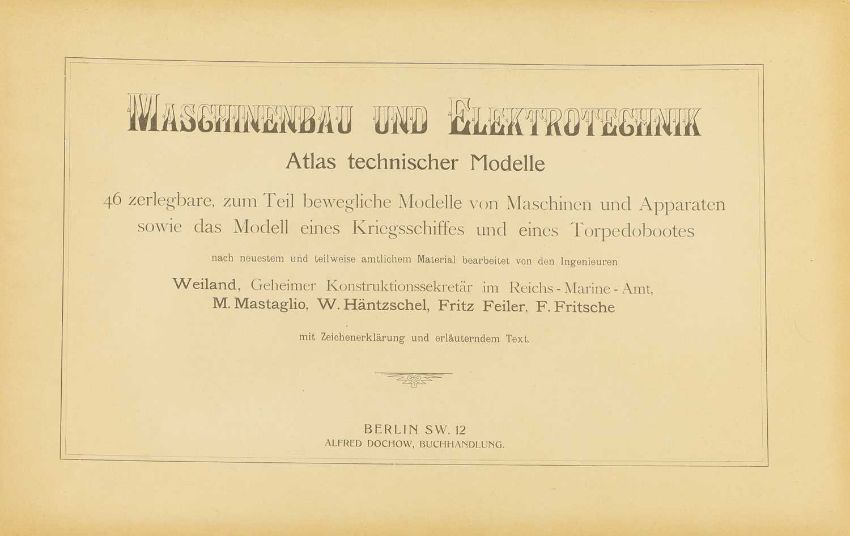 MASCHINENBAU UND ELEKTROTECHNIK
Atlas technischer Modelle
46 zerlegbare, zum Teil bewegliche Modelle von Maschinen und Apparaten
sowie das Modell eines Kriegsschiffes und eines Torpedobootes
nach neuestem und teilweise amtlichem Material bearbeitet von den Ingenieuren
Weiland, Geheimer Konstruktionssekretär im Reichs-Marine-Amt,
M. Mastaglio, W. Häntzschel, Fritz Feiler, F. Fritsche
mit Zeichenerklärung und erläuterndem Text.
BERLIN SW. 12
ALFRED DOCHOW, BUCHHANDLUNG.